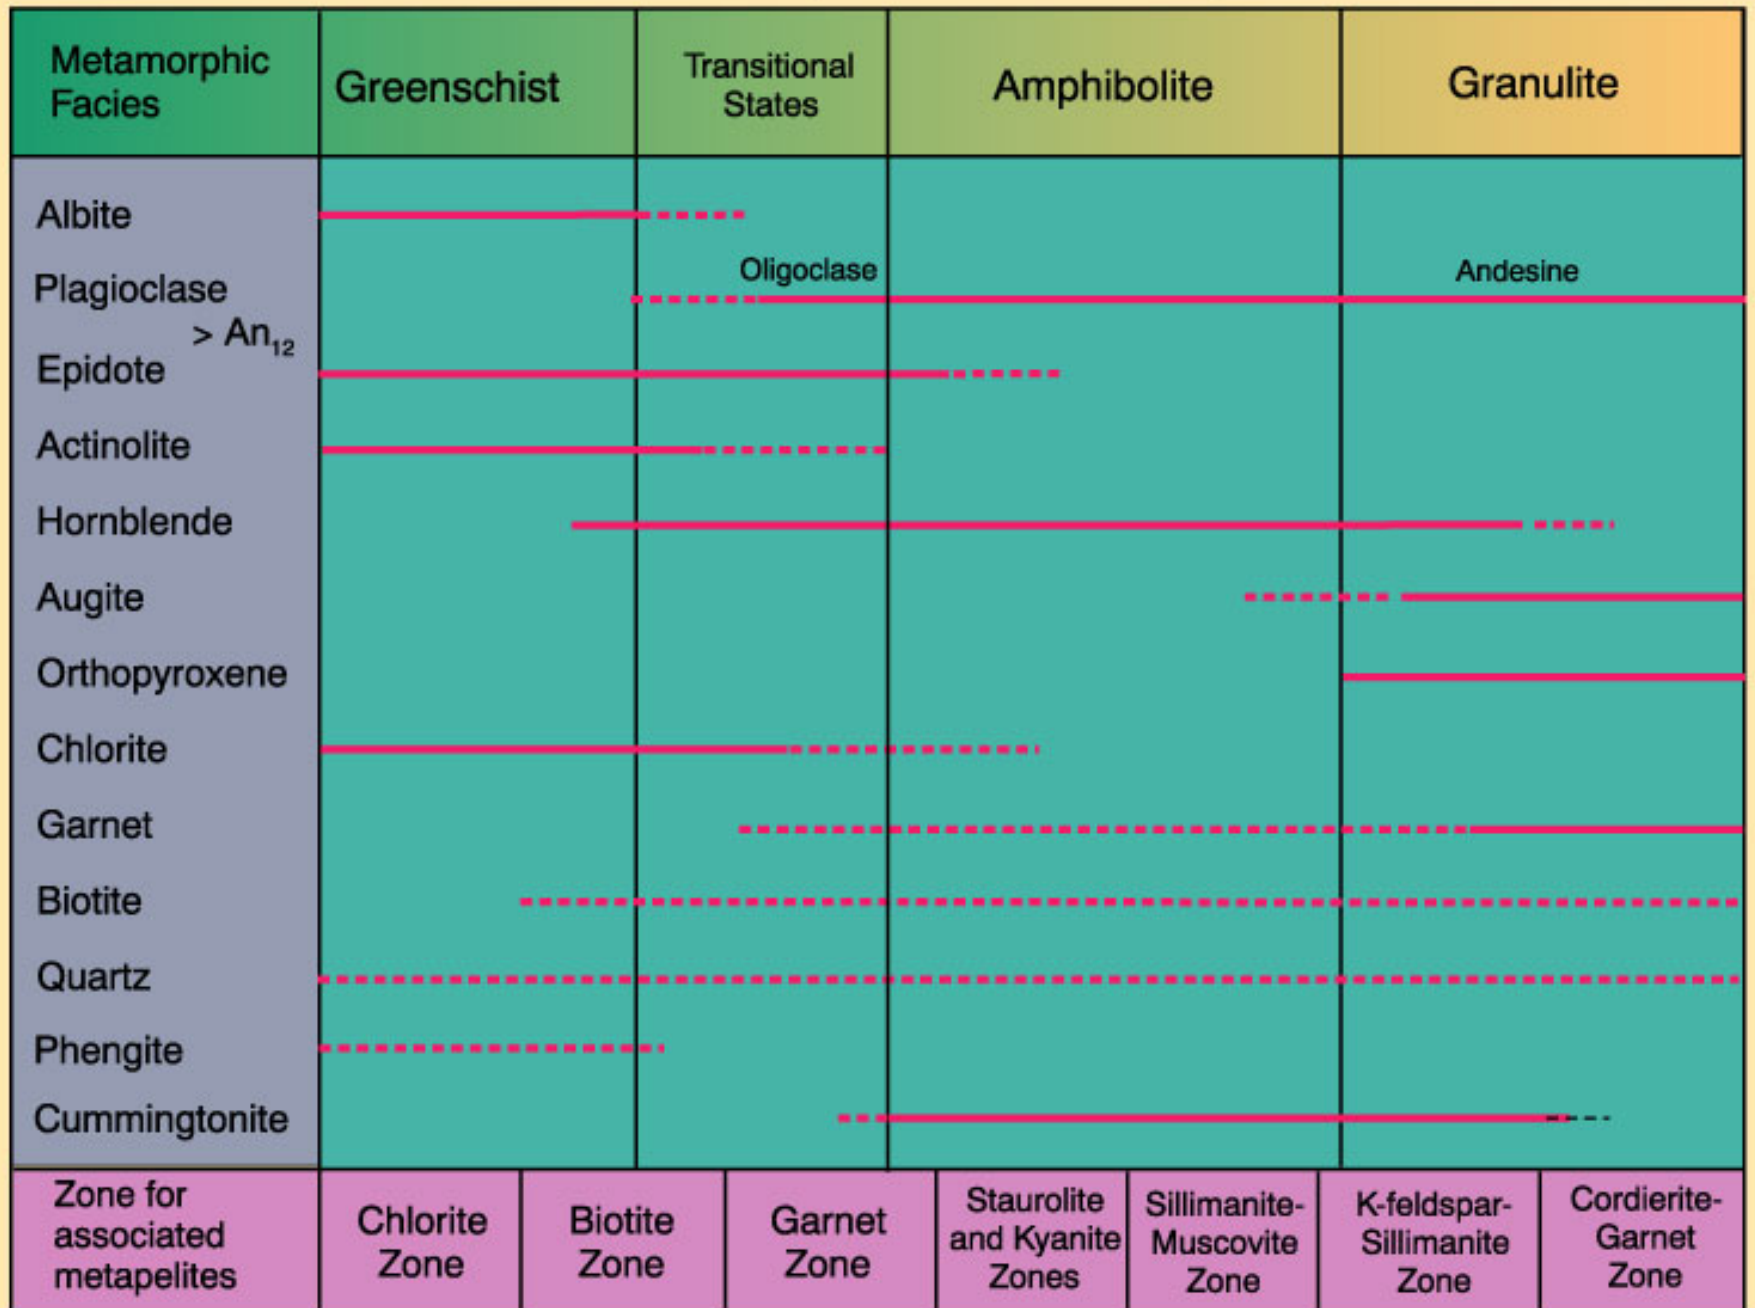 Metamorphic
Facies
Greenschist
Transitional
States
Amphibolite
Granulite
Albite
Oligoclase
Andesine
Plagioclase
> An₁₂
Epidote
Actinolite
Hornblende
Augite
Orthopyroxene
Chlorite
Garnet
Biotite
Quartz
Phengite
Cummingtonite
Zone for
associated
metapelites
Chlorite
Zone
Biotite
Zone
Garnet
Zone
Staurolite
and Kyanite
Zones
Sillimanite-
Muscovite
Zone
K-feldspar-
Sillimanite
Zone
Cordierite-
Garnet
Zone